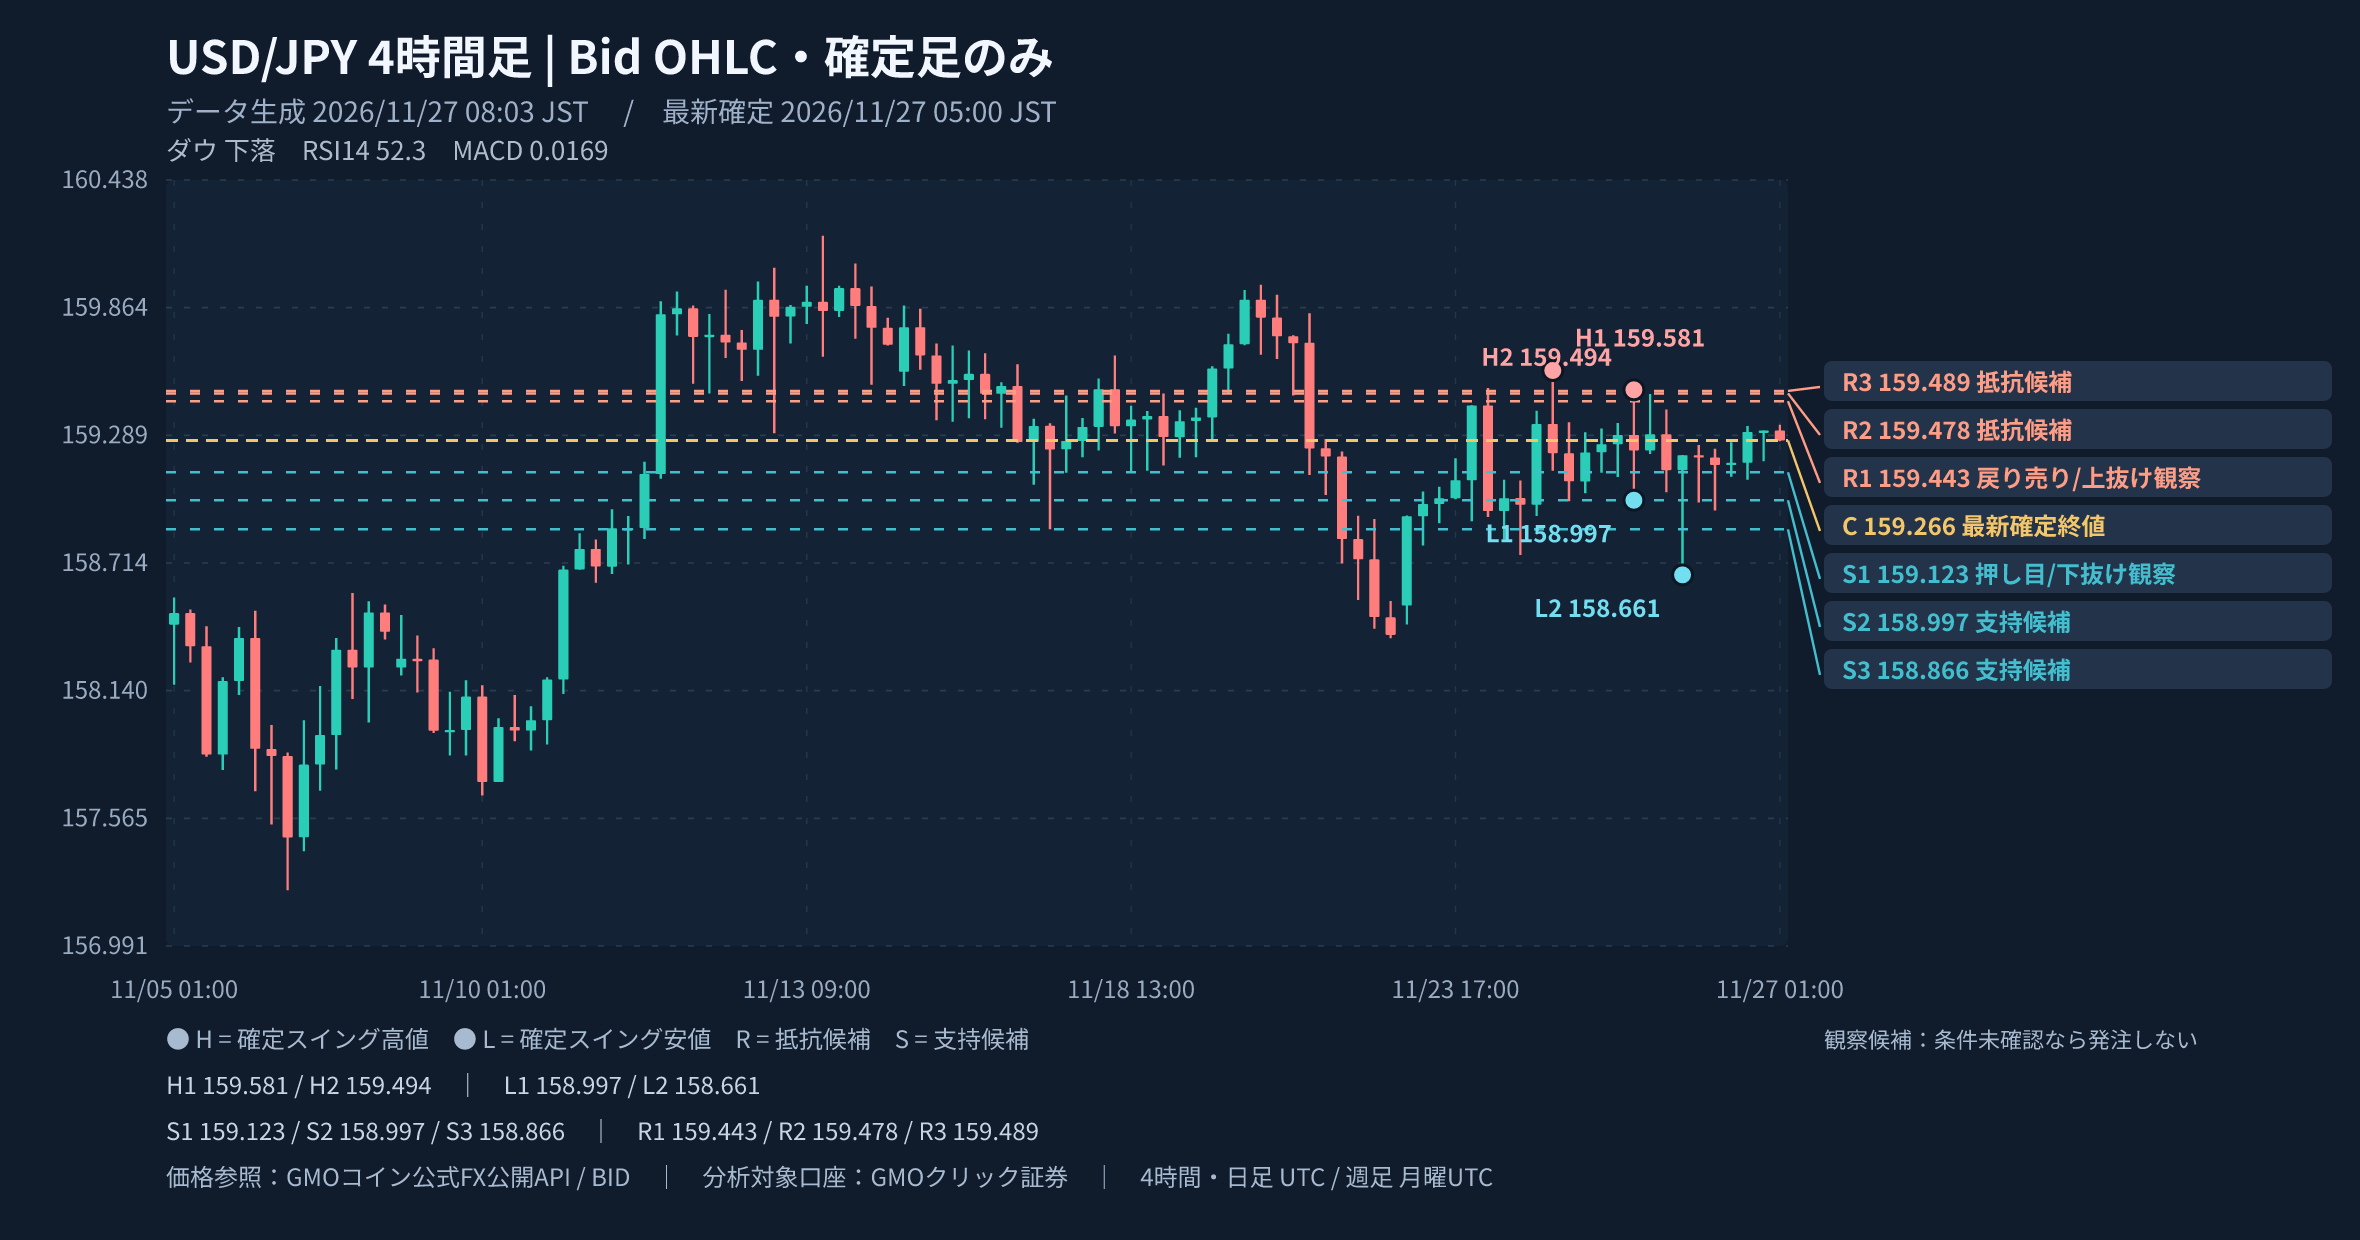 USD/JPY 4時間足 | Bid OHLC・確定足のみ
データ生成 2026/11/27 08:03 JST / 最新確定 2026/11/27 05:00 JST
ダウ 下落 RSI14 52.3 MACD 0.0169
160.438
159.864
159.289
158.714
158.140
157.565
156.991
H1 159.581
H2 159.494
L1 158.997
L2 158.661
R3 159.489 抵抗候補
R2 159.478 抵抗候補
R1 159.443 戻り売り/上抜け観察
C 159.266 最新確定終値
S1 159.123 押し目/下抜け観察
S2 158.997 支持候補
S3 158.866 支持候補
11/05 01:00 11/10 01:00 11/13 09:00 11/18 13:00 11/23 17:00 11/27 01:00
● H = 確定スイング高値 ● L = 確定スイング安値 R = 抵抗候補 S = 支持候補
観察候補：条件未確認なら発注しない
H1 159.581 / H2 159.494 ｜ L1 158.997 / L2 158.661
S1 159.123 / S2 158.997 / S3 158.866 ｜ R1 159.443 / R2 159.478 / R3 159.489
価格参照：GMOコイン公式FX公開API / BID ｜ 分析対象口座：GMOクリック証券 ｜ 4時間・日足 UTC / 週足 月曜UTC